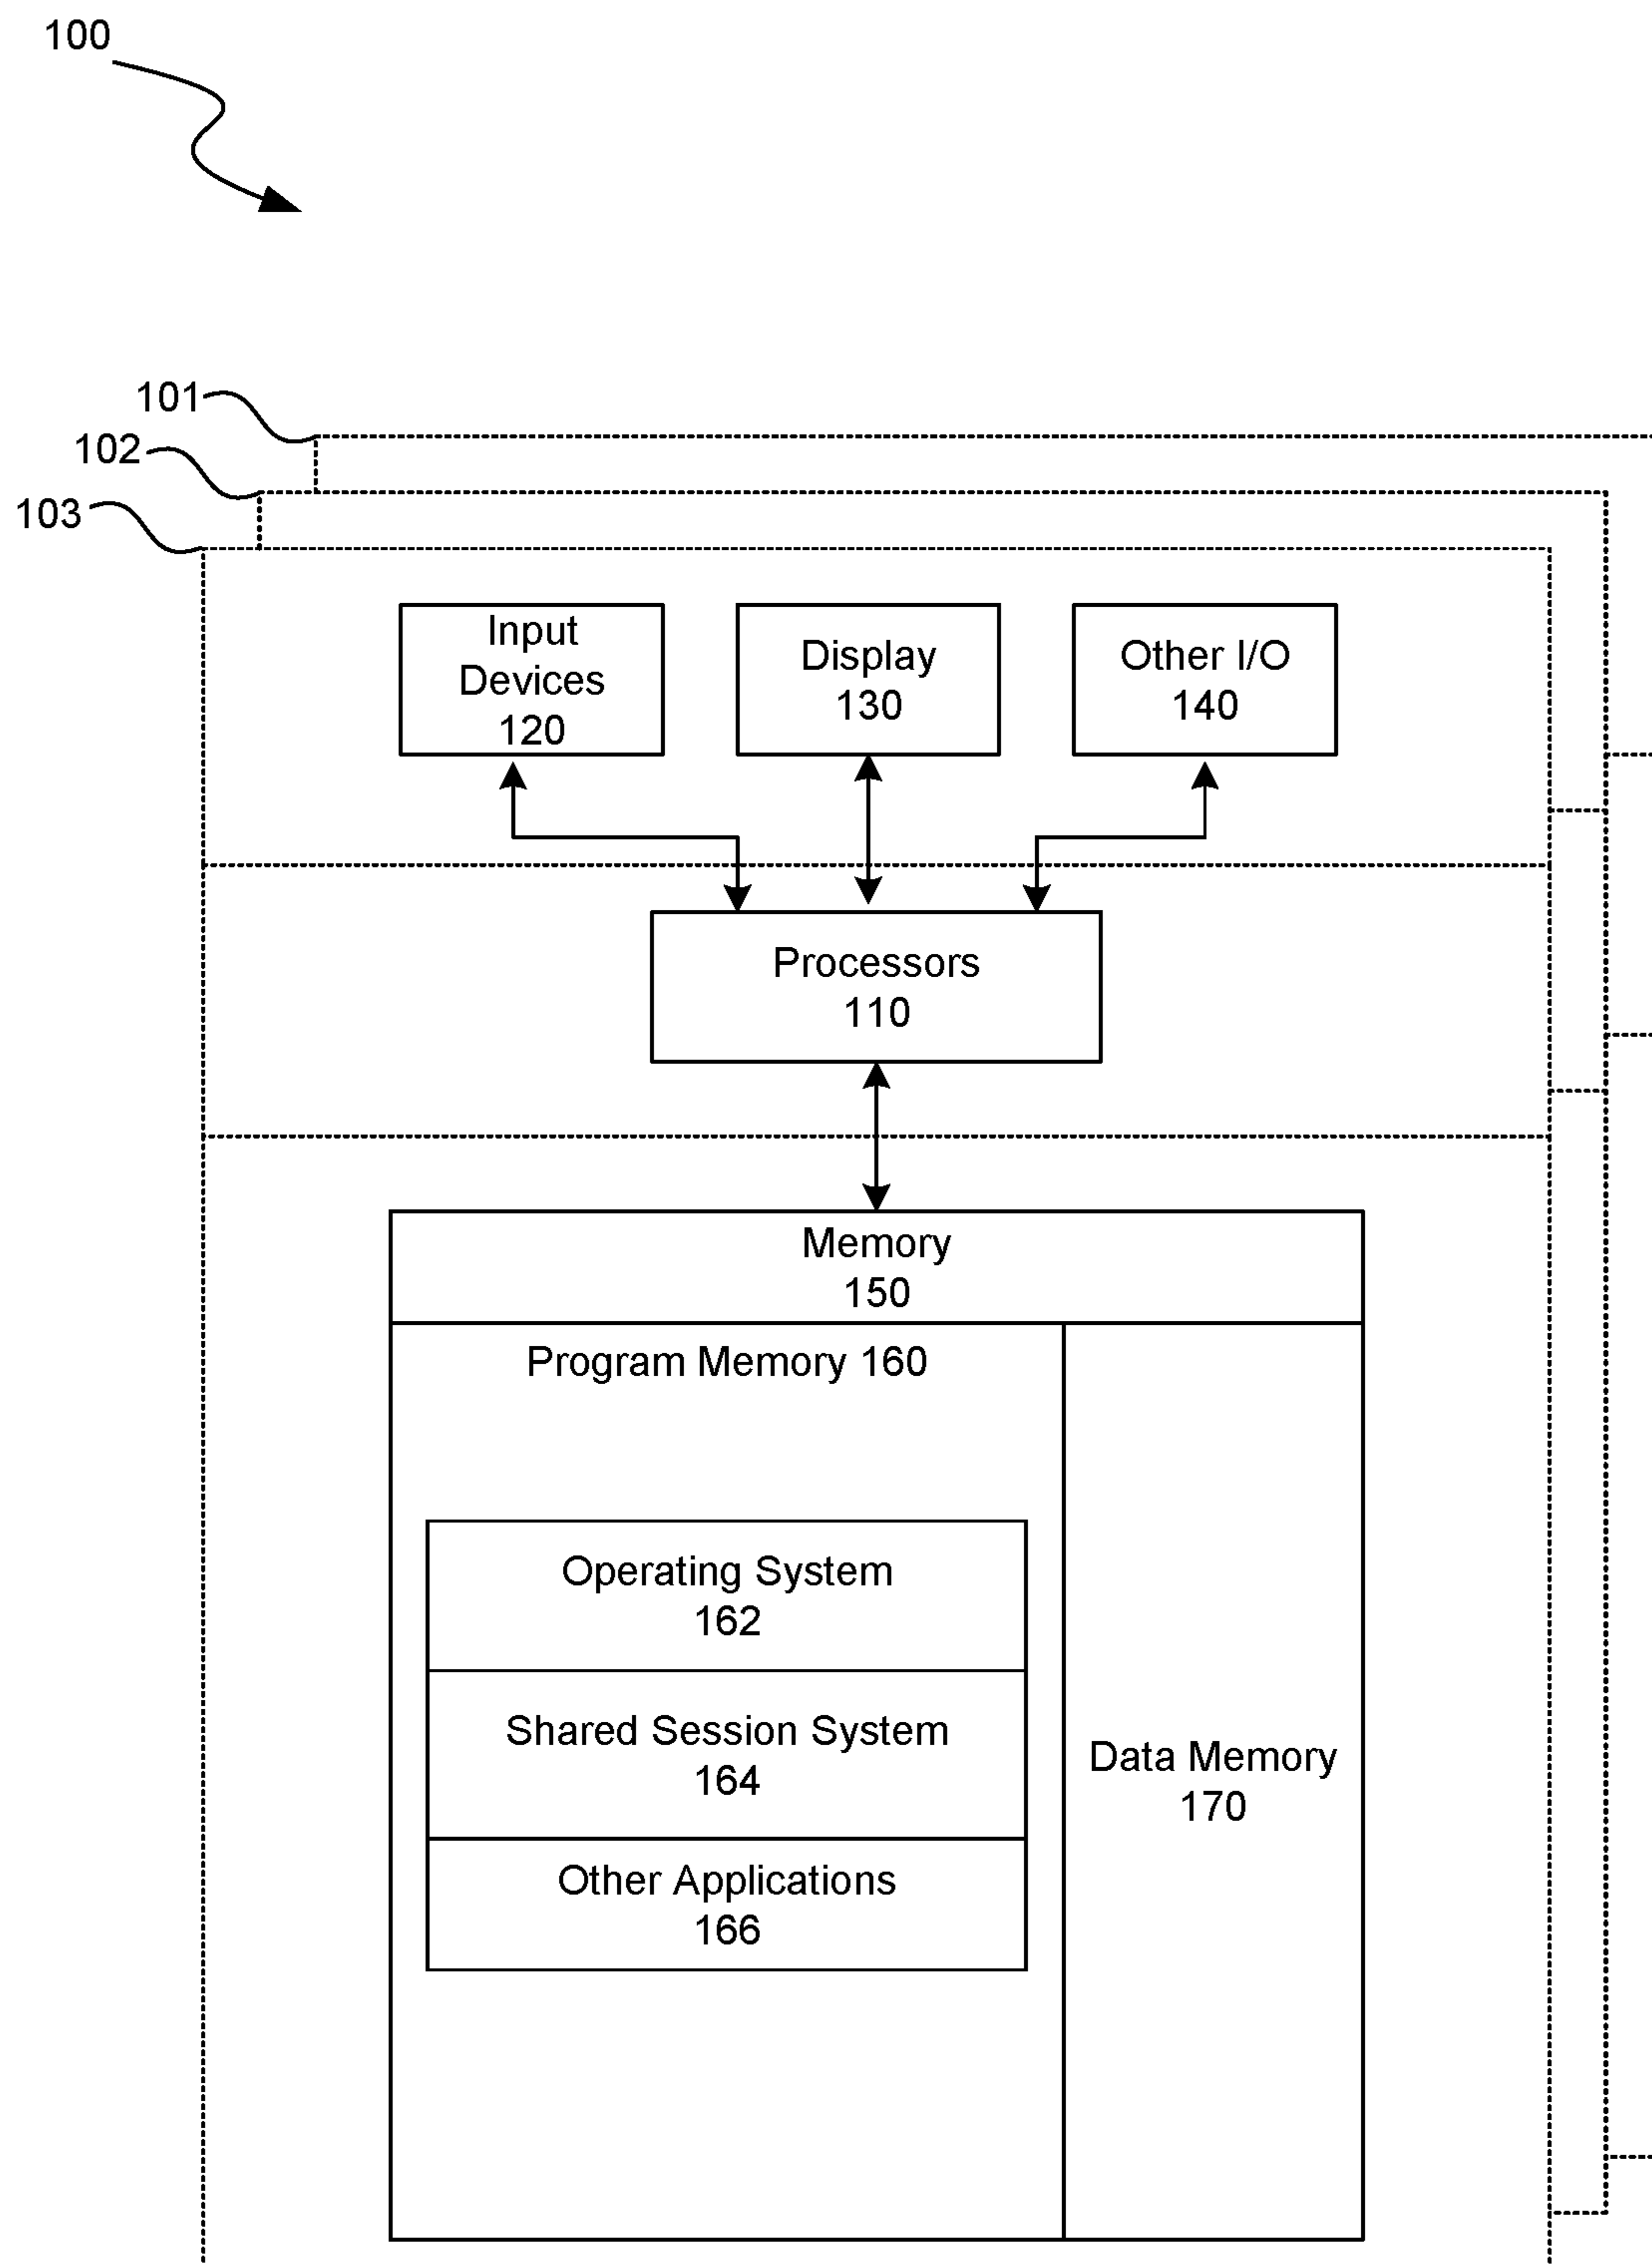 100
101
102
103
Input
Devices
120
Display
130
Other I/O
140
Processors
110
Memory
150
Program Memory 160
Operating System
162
Shared Session System
164
Other Applications
166
Data Memory
170